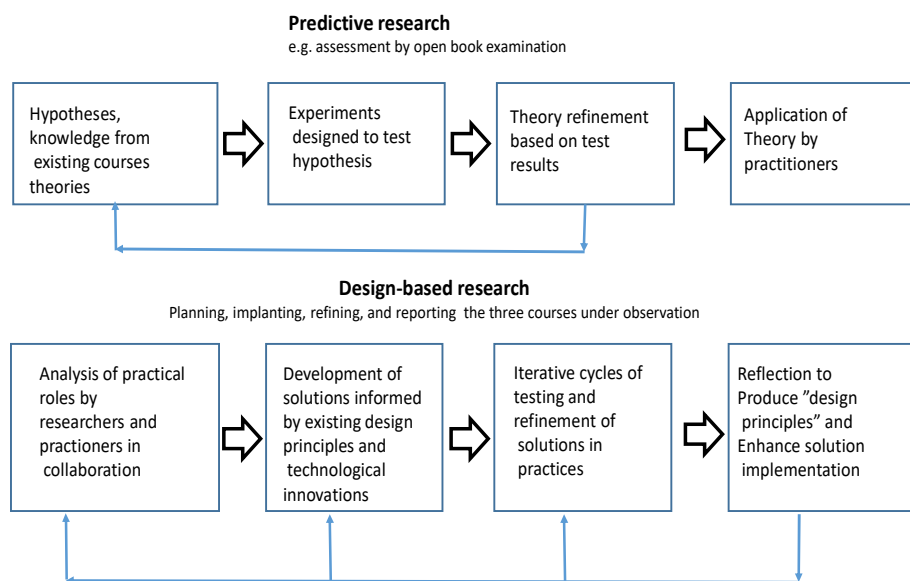 Predictive research
e.g. assessment by open book examination
Hypotheses,
knowledge from
existing courses
theories
Experiments
designed to test
hypothesis
Theory refinement
based on test
results
Application of
Theory by
practitioners
Design-based research
Planning, implanting, refining, and reporting the three courses under observation
Analysis of practical
roles by
researchers and
practioners in
collaboration
Development of
solutions informed
by existing design
principles and
technological
innovations
Iterative cycles of
testing and
refinement of
solutions in
practices
Reflection to
Produce ”design
principles” and
Enhance solution
implementation